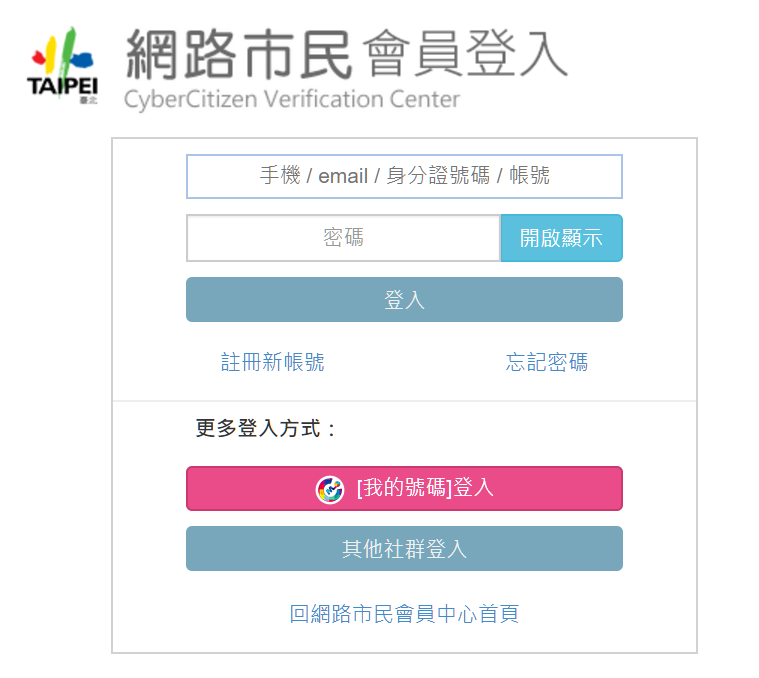 TAIPEI
臺北
網路市民 會員登入
CyberCitizen Verification Center
手機 / email / 身分證號碼 / 帳號
密碼 開啟顯示
登入
註冊新帳號 忘記密碼
更多登入方式：
[我的號碼]登入
其他社群登入
回網路市民會員中心首頁